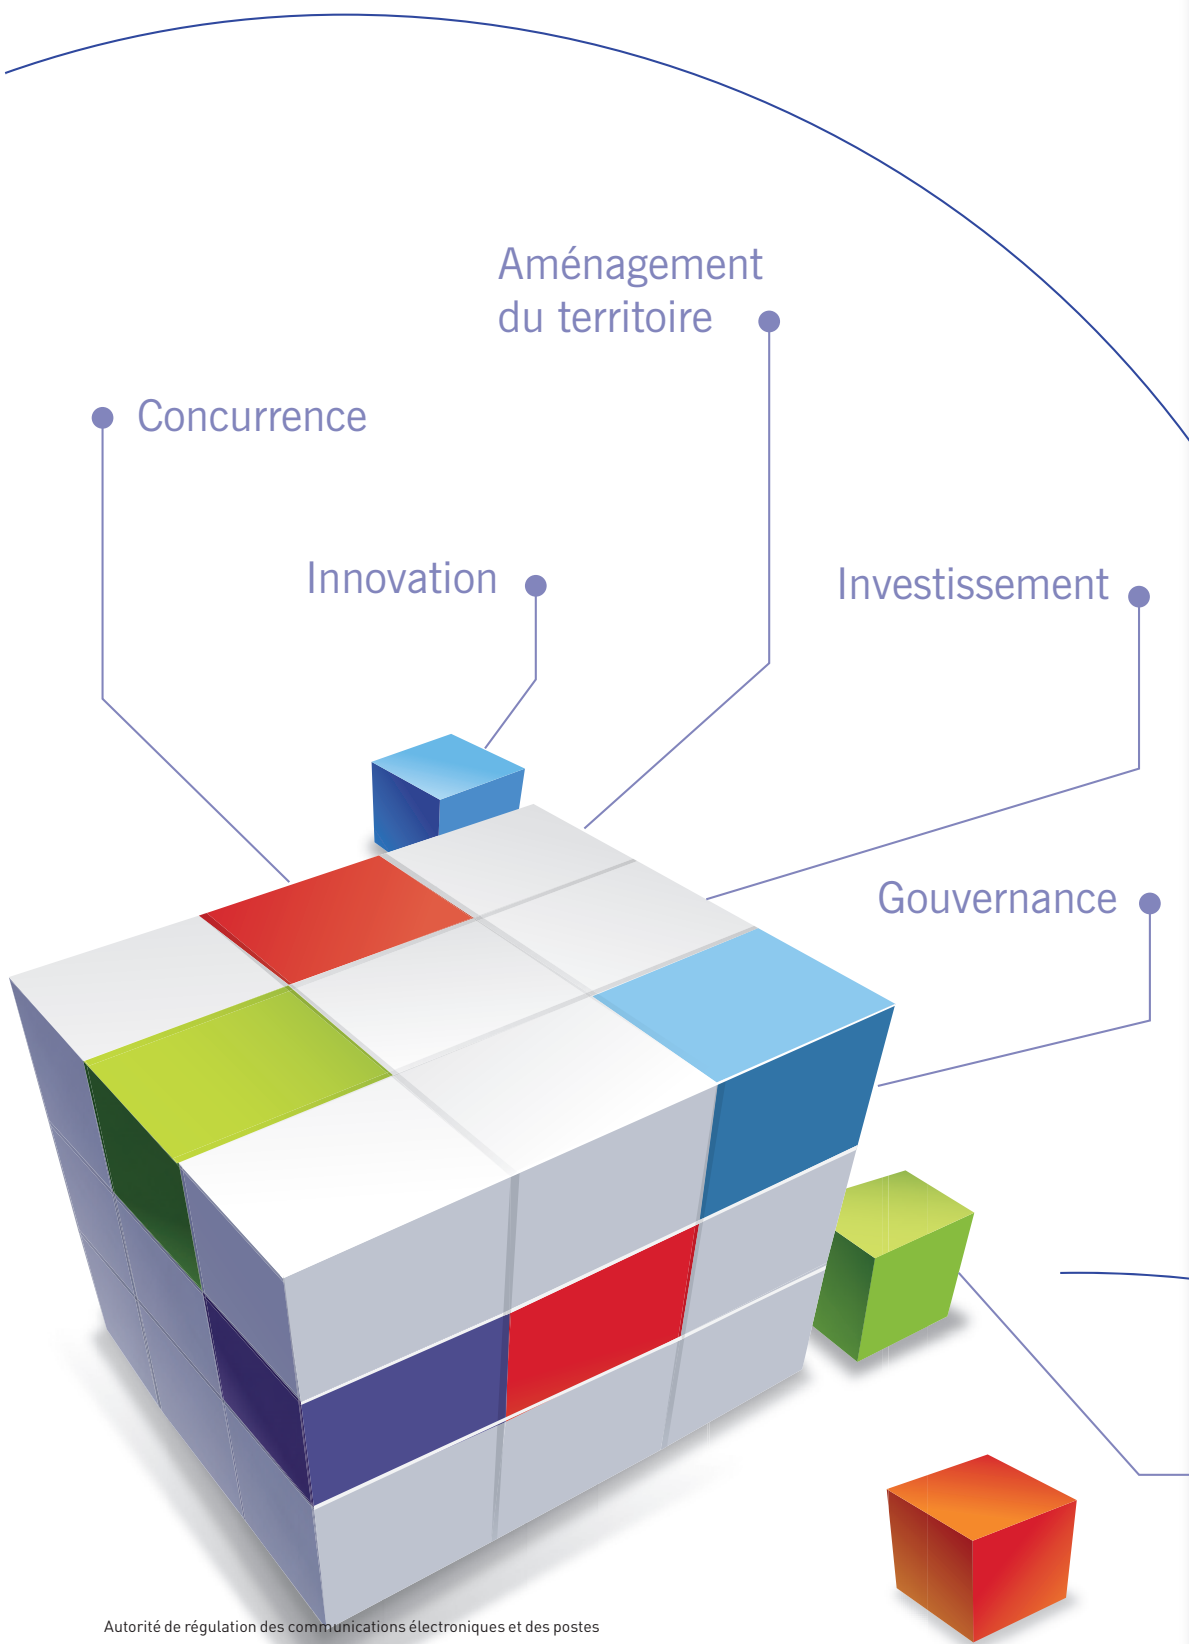 Aménagement
du territoire
Concurrence
Innovation
Investissement
Gouvernance
Autorité de régulation des communications électroniques et des postes